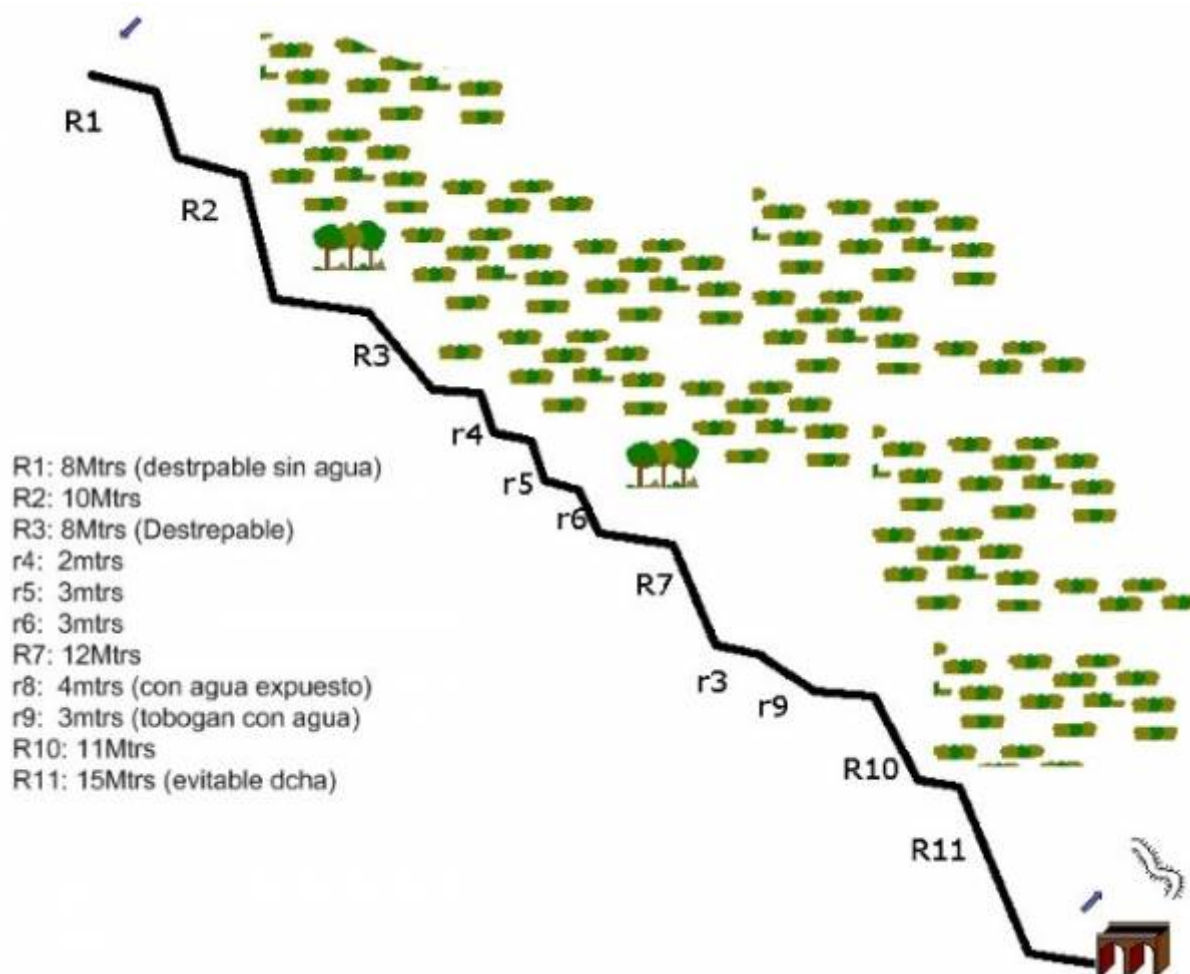 R1
R2
R3
r4
r5
r6
R7
r3
r9
R10
R11
R1: 8Mtrs (destrpable sin agua)
R2: 10Mtrs
R3: 8Mtrs (Destrepable)
r4: 2mtrs
r5: 3mtrs
r6: 3mtrs
R7: 12Mtrs
r8: 4mtrs (con agua expuesto)
r9: 3mtrs (tobogan con agua)
R10: 11Mtrs
R11: 15Mtrs (evitable dcha)